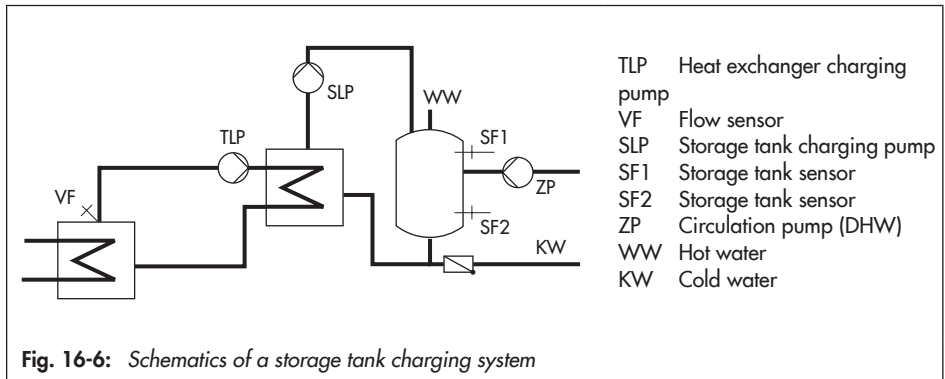 SLP
WW
TLP
SF1
VF
ZP
SF2
KW
TLP Heat exchanger charging
pump
VF Flow sensor
SLP Storage tank charging pump
SF1 Storage tank sensor
SF2 Storage tank sensor
ZP Circulation pump (DHW)
WW Hot water
KW Cold water
Fig. 16-6: Schematics of a storage tank charging system